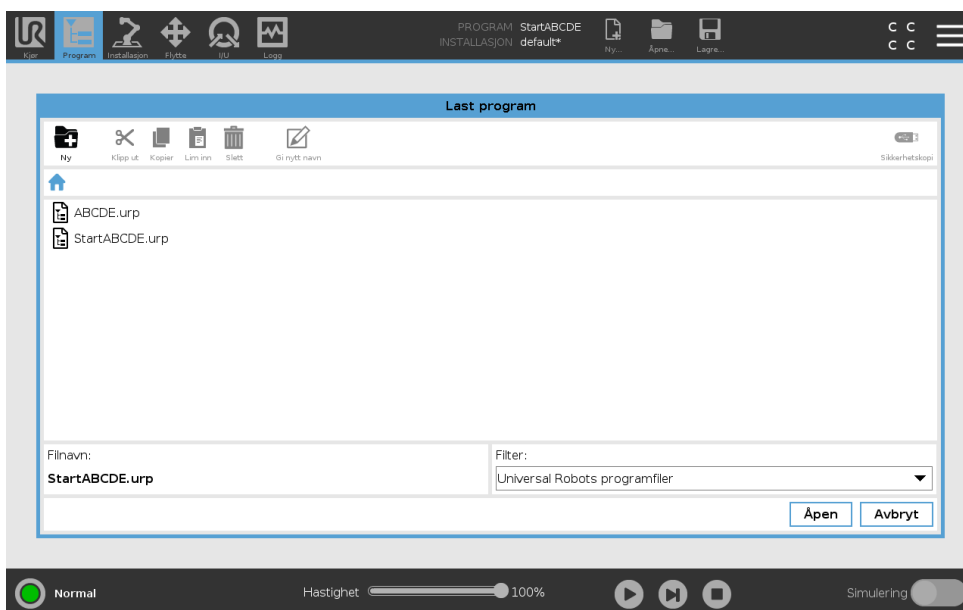 PROGRAM StartABCDE
INSTALLASJON default*
Kjør Program Installasjon Flytte I/U Logg Ny... Åpne... Lagre...
C C
C C
Last program
Ny Klipp ut Kopier Lim inn Slett Gi nytt navn Sikkerhetskopi
ABCDE.urp
StartABCDE.urp
Filnavn: Filter:
StartABCDE.urp Universal Robots programfiler
Åpen Avbryt
Normal Hastighet 100% Simulering